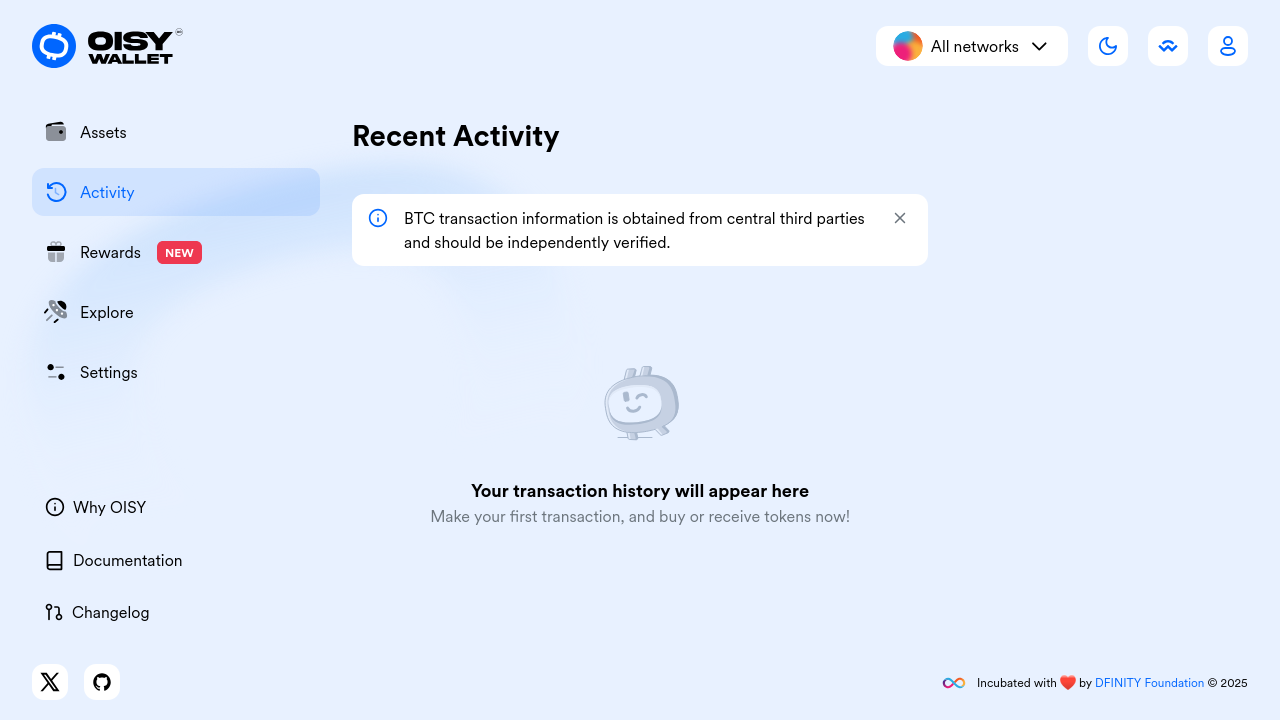 OISY
WALLET
All networks
Assets
Activity
Rewards NEW
Explore
Settings
Why OISY
Documentation
Changelog
Recent Activity
BTC transaction information is obtained from central third parties
and should be independently verified.
Your transaction history will appear here
Make your first transaction, and buy or receive tokens now!
Incubated with ❤️ by DFINITY Foundation © 2025